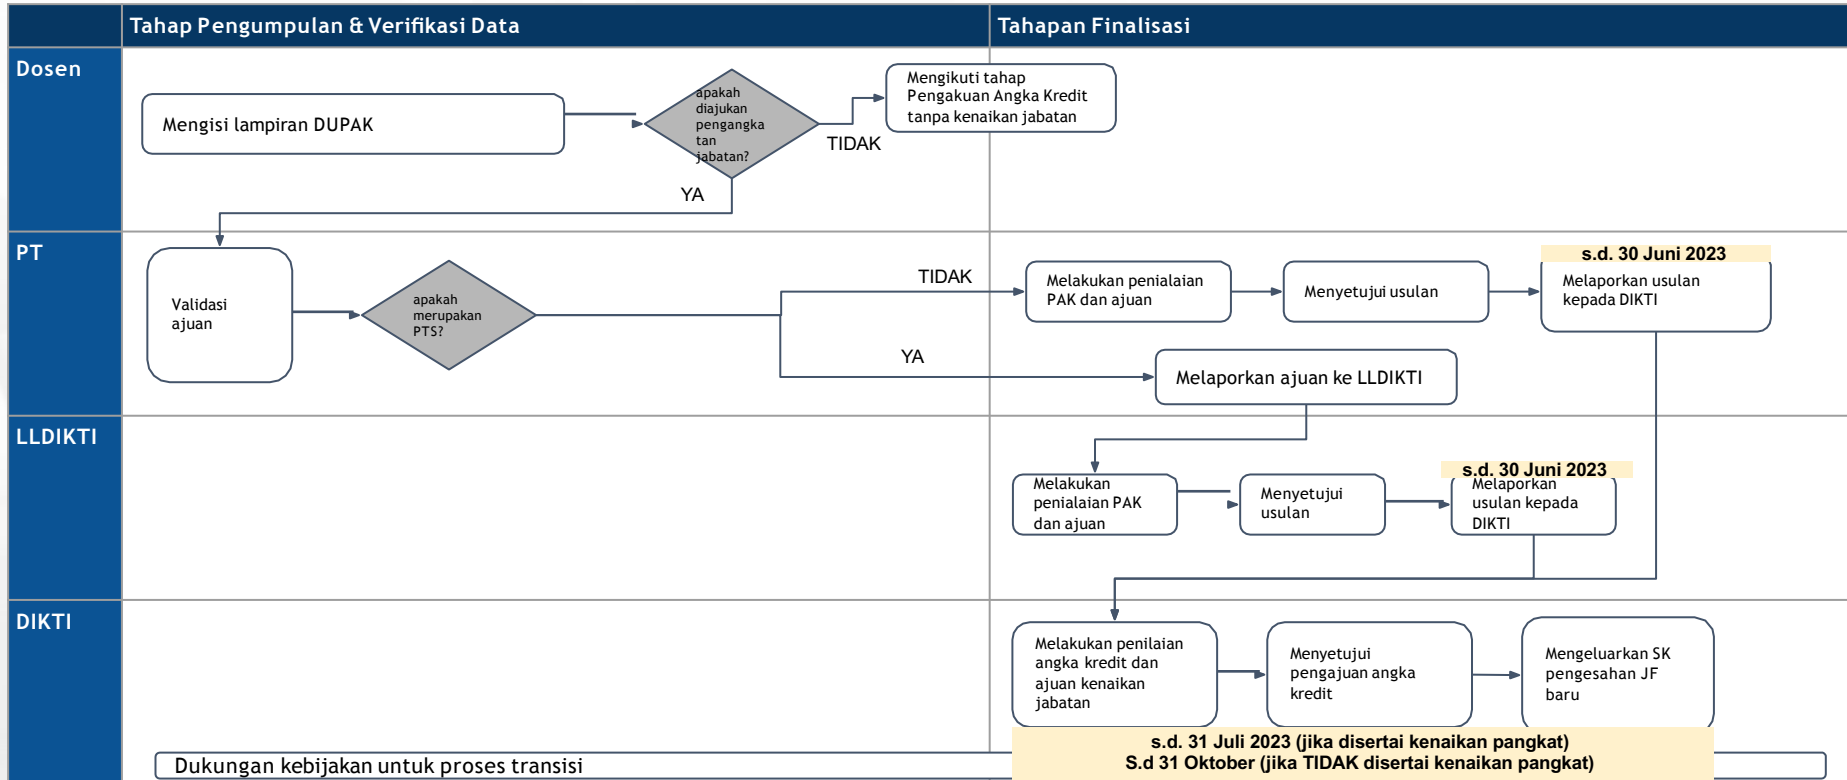 Tahap Pengumpulan & Verifikasi Data
Tahapan Finalisasi
Dosen
Mengisi lampiran DUPAK
apakah
diajukan
pengangka
tan
jabatan?
TIDAK
YA
Mengikuti tahap
Pengakuan Angka Kredit
tanpa kenaikan jabatan
PT
Validasi
ajuan
apakah
merupakan
PTS?
TIDAK
YA
Melakukan penialaian
PAK dan ajuan
Menyetujui usulan
s.d. 30 Juni 2023
Melaporkan usulan
kepada DIKTI
Melaporkan ajuan ke LLDIKTI
LLDIKTI
Melakukan
penialaian PAK
dan ajuan
Menyetujui
usulan
s.d. 30 Juni 2023
Melaporkan
usulan kepada
DIKTI
DIKTI
Melakukan penilaian
angka kredit dan
ajuan kenaikan
jabatan
Menyetujui
pengajuan angka
kredit
Mengeluarkan SK
pengesahan JF
baru
s.d. 31 Juli 2023 (jika disertai kenaikan pangkat)
S.d 31 Oktober (jika TIDAK disertai kenaikan pangkat)
Dukungan kebijakan untuk proses transisi